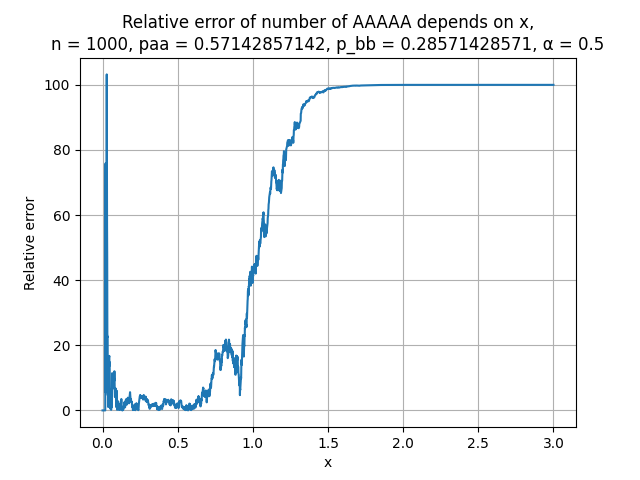 Relative error of number of AAAAA depends on x,
n = 1000, paa = 0.57142857142, p_bb = 0.28571428571, α = 0.5
100
80
60
40
20
0
Relative error
0.0 0.5 1.0 1.5 2.0 2.5 3.0
x